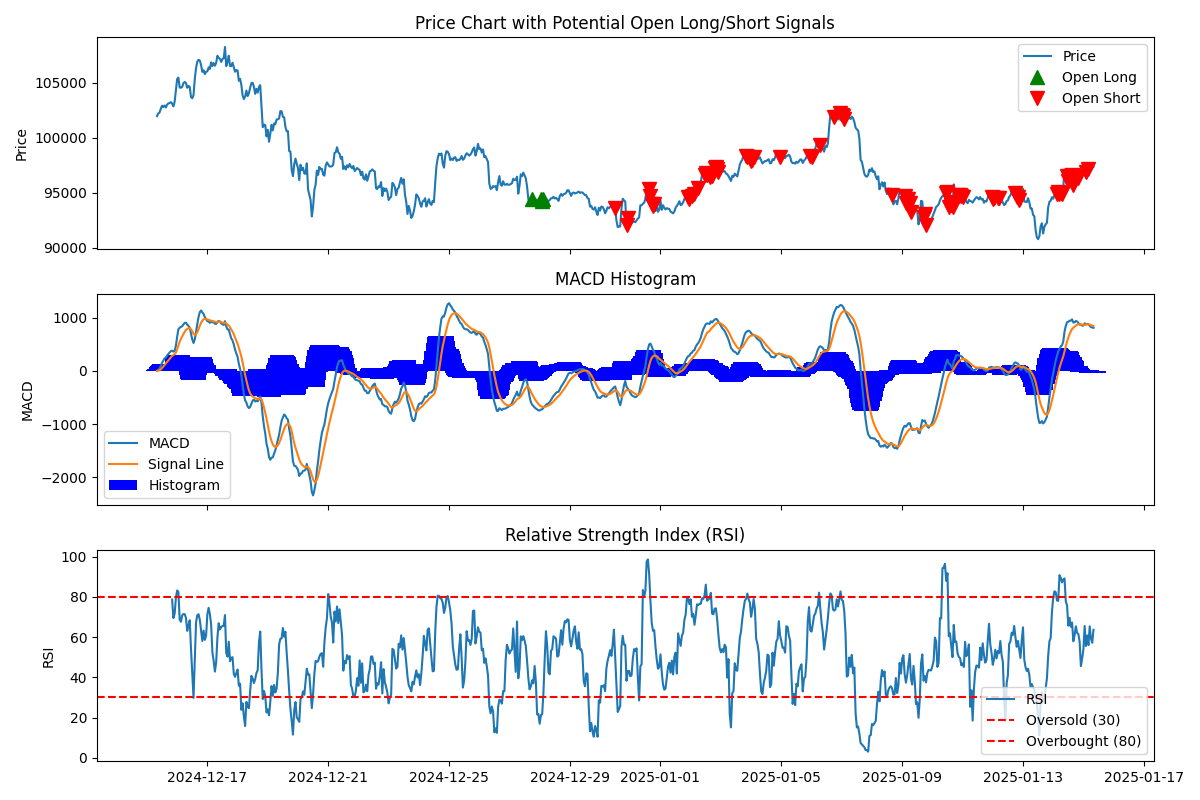 Price Chart with Potential Open Long/Short Signals
105000
100000
95000
90000
Price
Price
Open Long
Open Short
MACD Histogram
1000
0
−1000
−2000
MACD
MACD
Signal Line
Histogram
Relative Strength Index (RSI)
100
80
60
40
20
0
RSI
RSI
Oversold (30)
Overbought (80)
2024-12-17
2024-12-21
2024-12-25
2024-12-29
2025-01-01
2025-01-05
2025-01-09
2025-01-13
2025-01-17